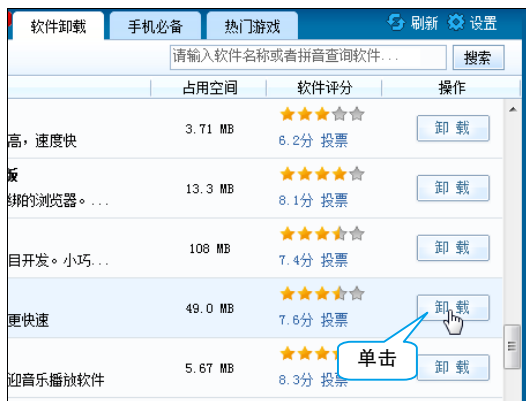 软件卸载 手机必备 热门游戏 刷新 设置
请输入软件名称或者拼音查询软件... 搜索
占用空间 软件评分 操作
高，速度快 3.71 MB 6.2分 投票 卸 载
版
绑的浏览器。... 13.3 MB 8.1分 投票 卸 载
目开发。小巧... 108 MB 7.4分 投票 卸 载
更快速 49.0 MB 7.6分 投票 卸 载
单击
迎音乐播放软件 5.67 MB 8.3分 投票 卸 载